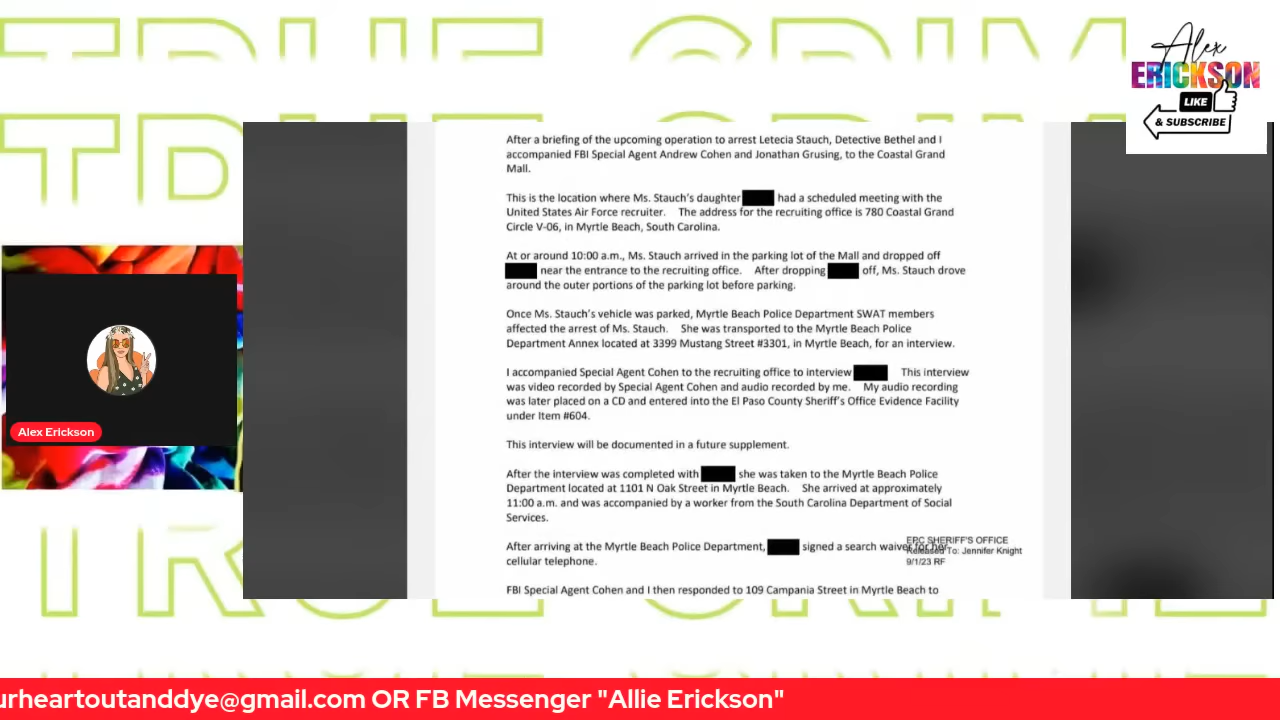 TRUE CRIM
Alex
ERICKSON
LIKE
& SUBSCRIBE
After a briefing of the upcoming operation to arrest Letecia Stauch, Detective Bethel and I
accompanied FBI Special Agent Andrew Cohen and Jonathan Grusing, to the Coastal Grand
Mall.
This is the location where Ms. Stauch's daughter had a scheduled meeting with the
United States Air Force recruiter. The address for the recruiting office is 780 Coastal Grand
Circle V-06, in Myrtle Beach, South Carolina.
At or around 10:00 a.m., Ms. Stauch arrived in the parking lot of the Mall and dropped off
near the entrance to the recruiting office. After dropping off, Ms. Stauch drove
around the outer portions of the parking lot before parking.
Once Ms. Stauch's vehicle was parked, Myrtle Beach Police Department SWAT members
affected the arrest of Ms. Stauch. She was transported to the Myrtle Beach Police
Department Annex located at 3399 Mustang Street #3301, in Myrtle Beach, for an interview.
I accompanied Special Agent Cohen to the recruiting office to interview This interview
was video recorded by Special Agent Cohen and audio recorded by me. My audio recording
was later placed on a CD and entered into the El Paso County Sheriff's Office Evidence Facility
under Item #604.
This interview will be documented in a future supplement.
After the interview was completed with she was taken to the Myrtle Beach Police
Department located at 1101 N Oak Street in Myrtle Beach. She arrived at approximately
11:00 a.m. and was accompanied by a worker from the South Carolina Department of Social
Services.
After arriving at the Myrtle Beach Police Department, signed a search waiver for her
cellular telephone.
EPC SHERIFF'S OFFICE
Released To: Jennifer Knight
9/1/23 RF
FBI Special Agent Cohen and I then responded to 109 Campania Street in Myrtle Beach to
Alex Erickson
urheartoutanddye@gmail.com OR FB Messenger "Allie Erickson"